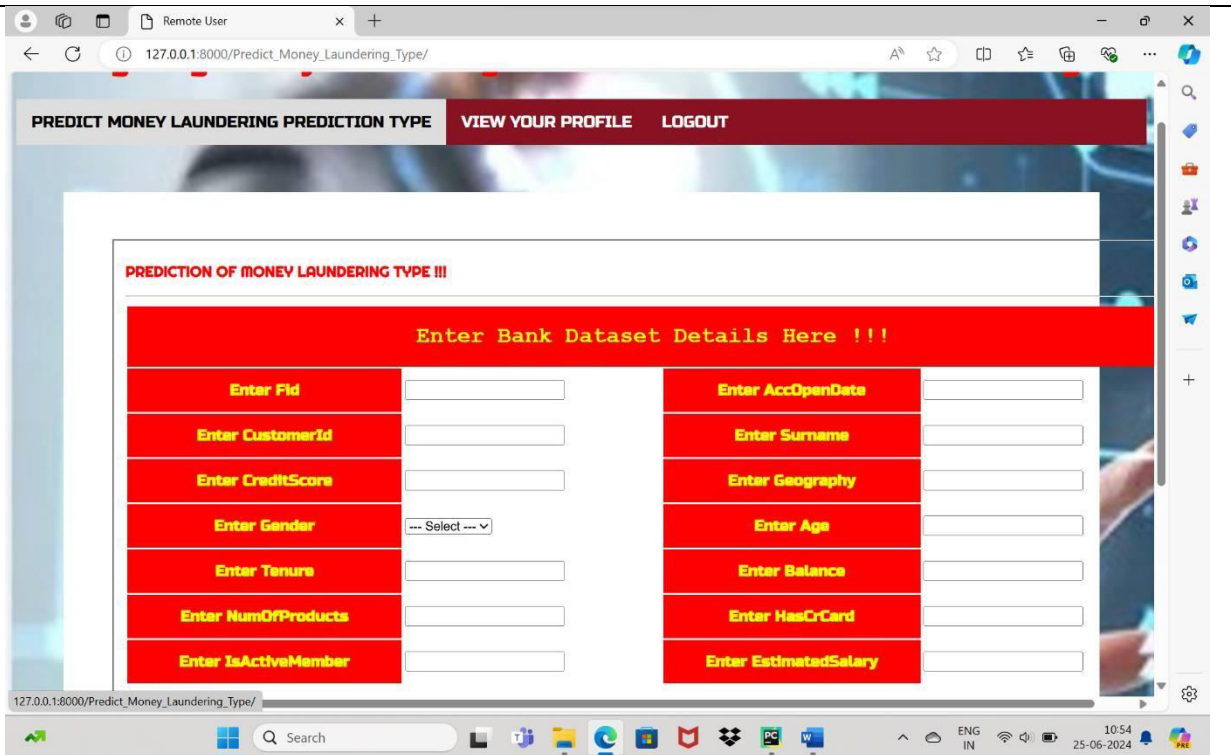 Remote User
127.0.0.1:8000/Predict_Money_Laundering_Type/
PREDICT MONEY LAUNDERING PREDICTION TYPE VIEW YOUR PROFILE LOGOUT
PREDICTION OF MONEY LAUNDERING TYPE !!!
Enter Bank Dataset Details Here !!!
Enter Fid Enter AccOpenDate
Enter CustomerId Enter Surname
Enter CreditScore Enter Geography
Enter Gender --- Select --- Enter Age
Enter Tenure Enter Balance
Enter NumOfProducts Enter HasCrCard
Enter IsActiveMember Enter EstimatedSalary
127.0.0.1:8000/Predict_Money_Laundering_Type/
Search ENG 10:54
IN 25-06-2024